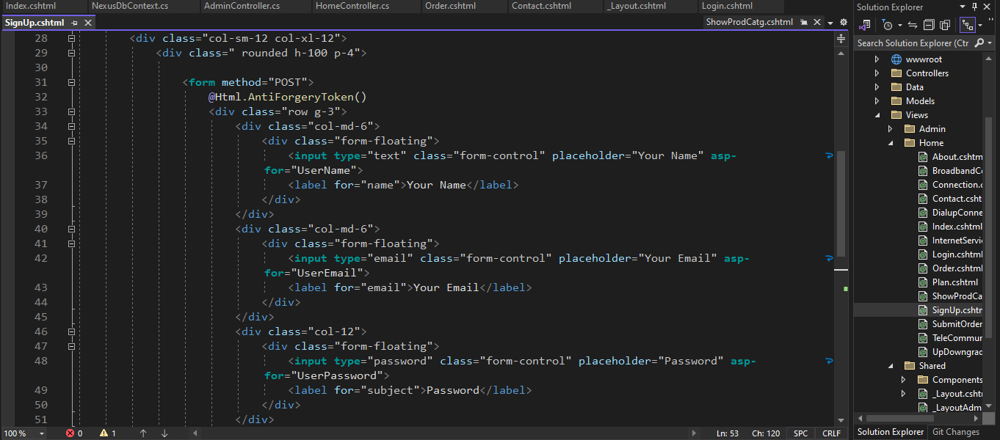 Index.cshtml NexusDbContext.cs AdminController.cs HomeController.cs Order.cshtml Contact.cshtml _Layout.cshtml Login.cshtml
SignUp.cshtml ShowProdCatg.cshtml
28 <div class="col-sm-12 col-xl-12">
29 <div class=" rounded h-100 p-4">
30
31 <form method="POST">
32 @Html.AntiForgeryToken()
33 <div class="row g-3">
34 <div class="col-md-6">
35 <div class="form-floating">
36 <input type="text" class="form-control" placeholder="Your Name" asp-
for="UserName">
37 <label for="name">Your Name</label>
38 </div>
39 </div>
40 <div class="col-md-6">
41 <div class="form-floating">
42 <input type="email" class="form-control" placeholder="Your Email" asp-
for="UserEmail">
43 <label for="email">Your Email</label>
44 </div>
45 </div>
46 <div class="col-12">
47 <div class="form-floating">
48 <input type="password" class="form-control" placeholder="Password" asp-
for="UserPassword">
49 <label for="subject">Password</label>
50 </div>
51 </div>
100 % 0 1 Ln: 53 Ch: 120 SPC CRLF
Solution Explorer
Search Solution Explorer (Ctr
wwwroot
Controllers
Data
Models
Views
Admin
Home
About.cshtm
BroadbandCo
Connection.c
Contact.csht
DialupConne
Index.cshtml
InternetServi
Login.cshtml
Order.cshtml
Plan.cshtml
ShowProdCa
SignUp.cshtm
SubmitOrder
TeleCommur
UpDowngrad
Shared
Components
_Layout.cshtr
_LayoutAdm
Solution Explorer Git Changes